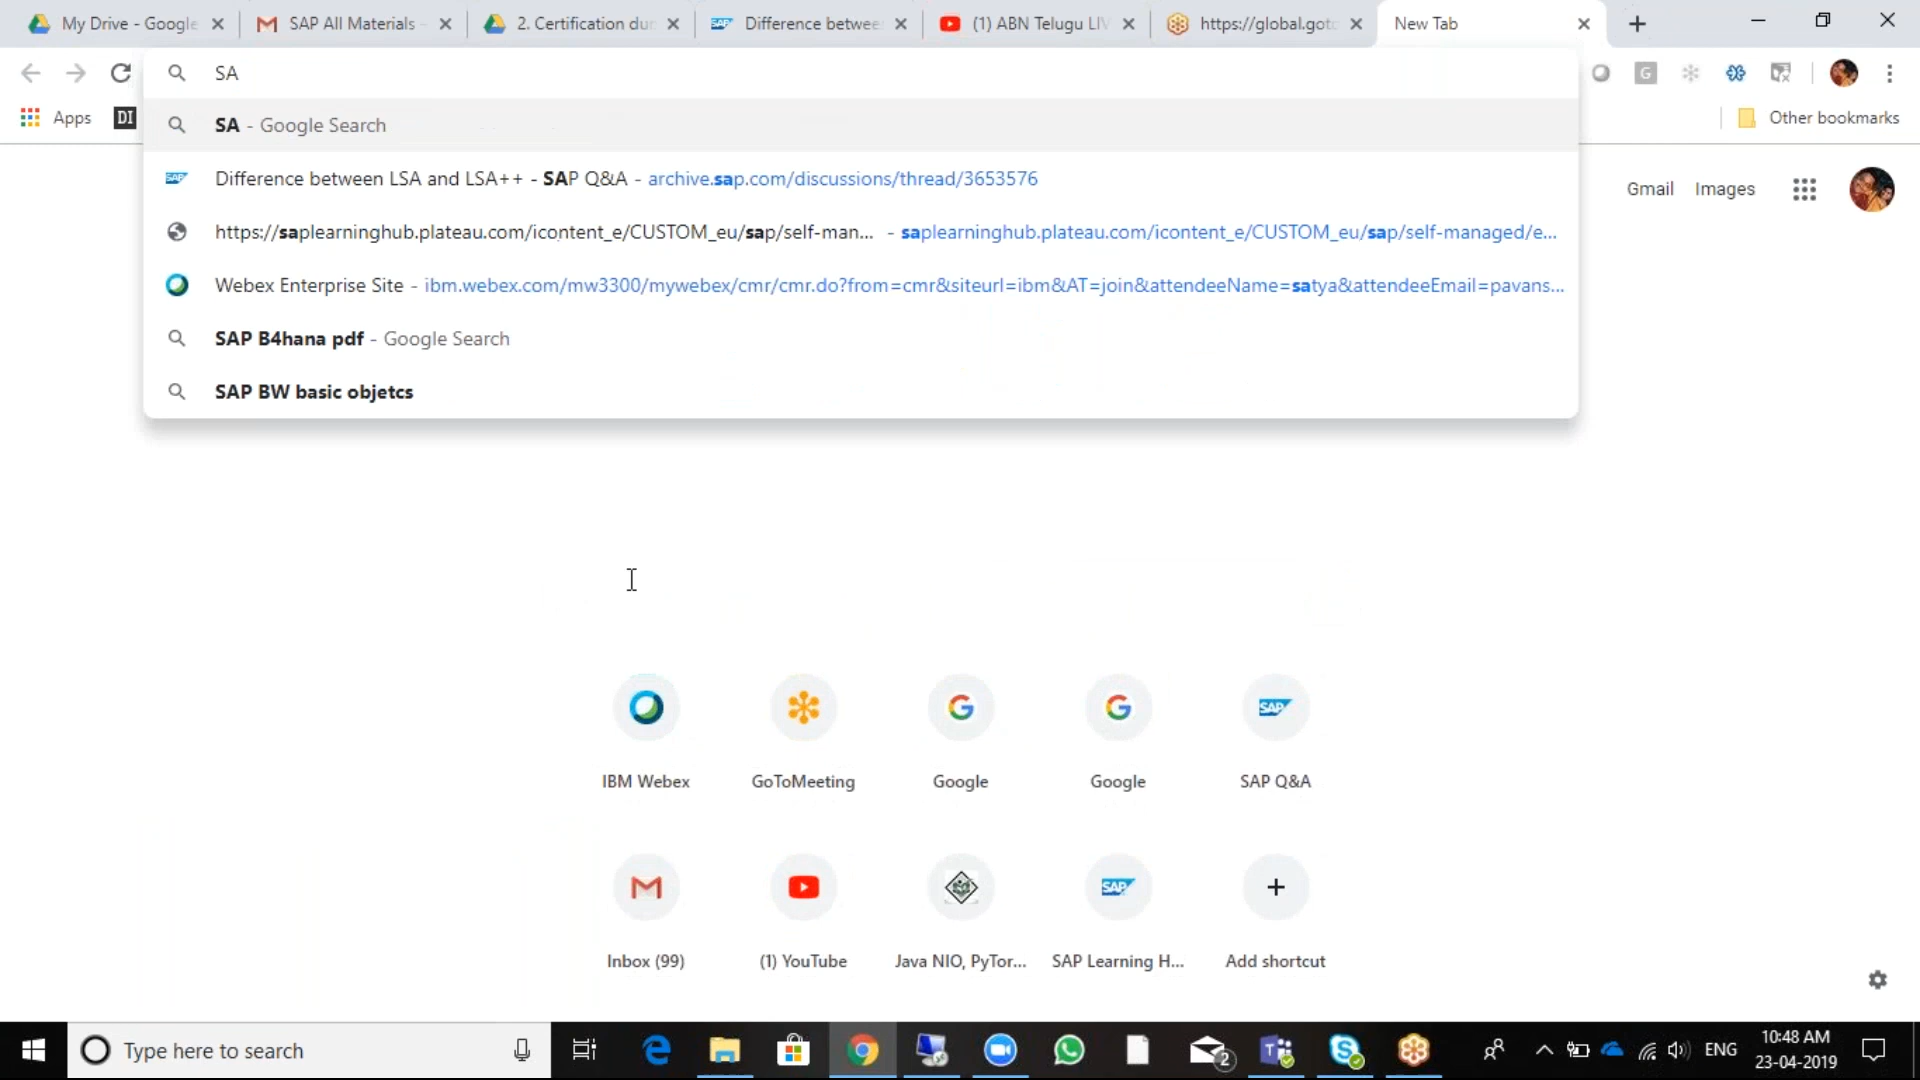 My Drive - Google
SAP All Materials -
2. Certification du
Difference betwee
(1) ABN Telugu LIV
https://global.goto
New Tab
SA
G
Apps
DI
Other bookmarks
SA - Google Search
SAP
Difference between LSA and LSA++ - SAP Q&A - archive.sap.com/discussions/thread/3653576
https://saplearninghub.plateau.com/icontent_e/CUSTOM_eu/sap/self-man... - saplearninghub.plateau.com/icontent_e/CUSTOM_eu/sap/self-managed/e...
Webex Enterprise Site - ibm.webex.com/mw3300/mywebex/cmr/cmr.do?from=cmr&siteurl=ibm&AT=join&attendeeName=satya&attendeeEmail=pavans...
SAP B4hana pdf - Google Search
SAP BW basic objetcs
Gmail Images
SAP
IBM Webex
GoToMeeting
Google
Google
SAP Q&A
SAP
Inbox (99)
(1) YouTube
Java NIO, PyTor...
SAP Learning H...
Add shortcut
Type here to search
2
ENG
10:48 AM
23-04-2019